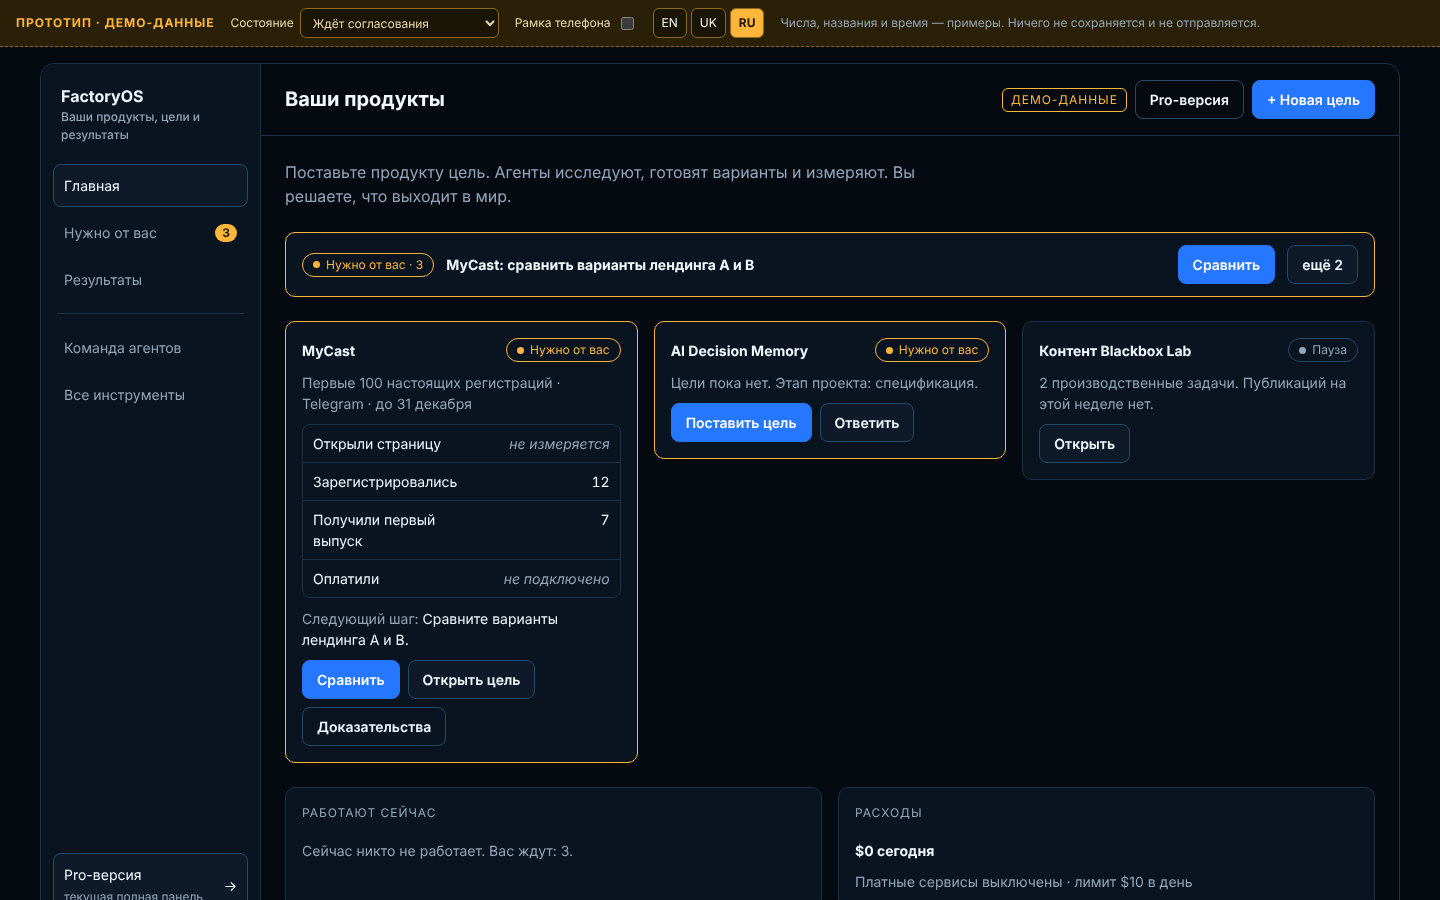 ПРОТОТИП · ДЕМО-ДАННЫЕ
Состояние
Ждёт согласования
Рамка телефона
EN
UK
RU
Числа, названия и время — примеры. Ничего не сохраняется и не отправляется.
FactoryOS
Ваши продукты, цели и
результаты
Главная
Нужно от вас
3
Результаты
Команда агентов
Все инструменты
Pro-версия
текущая полная панель
→
Ваши продукты
ДЕМО-ДАННЫЕ
Pro-версия
+ Новая цель
Поставьте продукту цель. Агенты исследуют, готовят варианты и измеряют. Вы
решаете, что выходит в мир.
Нужно от вас · 3
MyCast: сравнить варианты лендинга A и B
Сравнить
ещё 2
MyCast
Нужно от вас
Первые 100 настоящих регистраций ·
Telegram · до 31 декабря
Открыли страницу
не измеряется
Зарегистрировались
12
Получили первый
выпуск
7
Оплатили
не подключено
Следующий шаг: Сравните варианты
лендинга A и B.
Сравнить
Открыть цель
Доказательства
AI Decision Memory
Нужно от вас
Цели пока нет. Этап проекта: спецификация.
Поставить цель
Ответить
Контент Blackbox Lab
Пауза
2 производственные задачи. Публикаций на
этой неделе нет.
Открыть
РАБОТАЮТ СЕЙЧАС
Сейчас никто не работает. Вас ждут: 3.
РАСХОДЫ
$0 сегодня
Платные сервисы выключены · лимит $10 в день